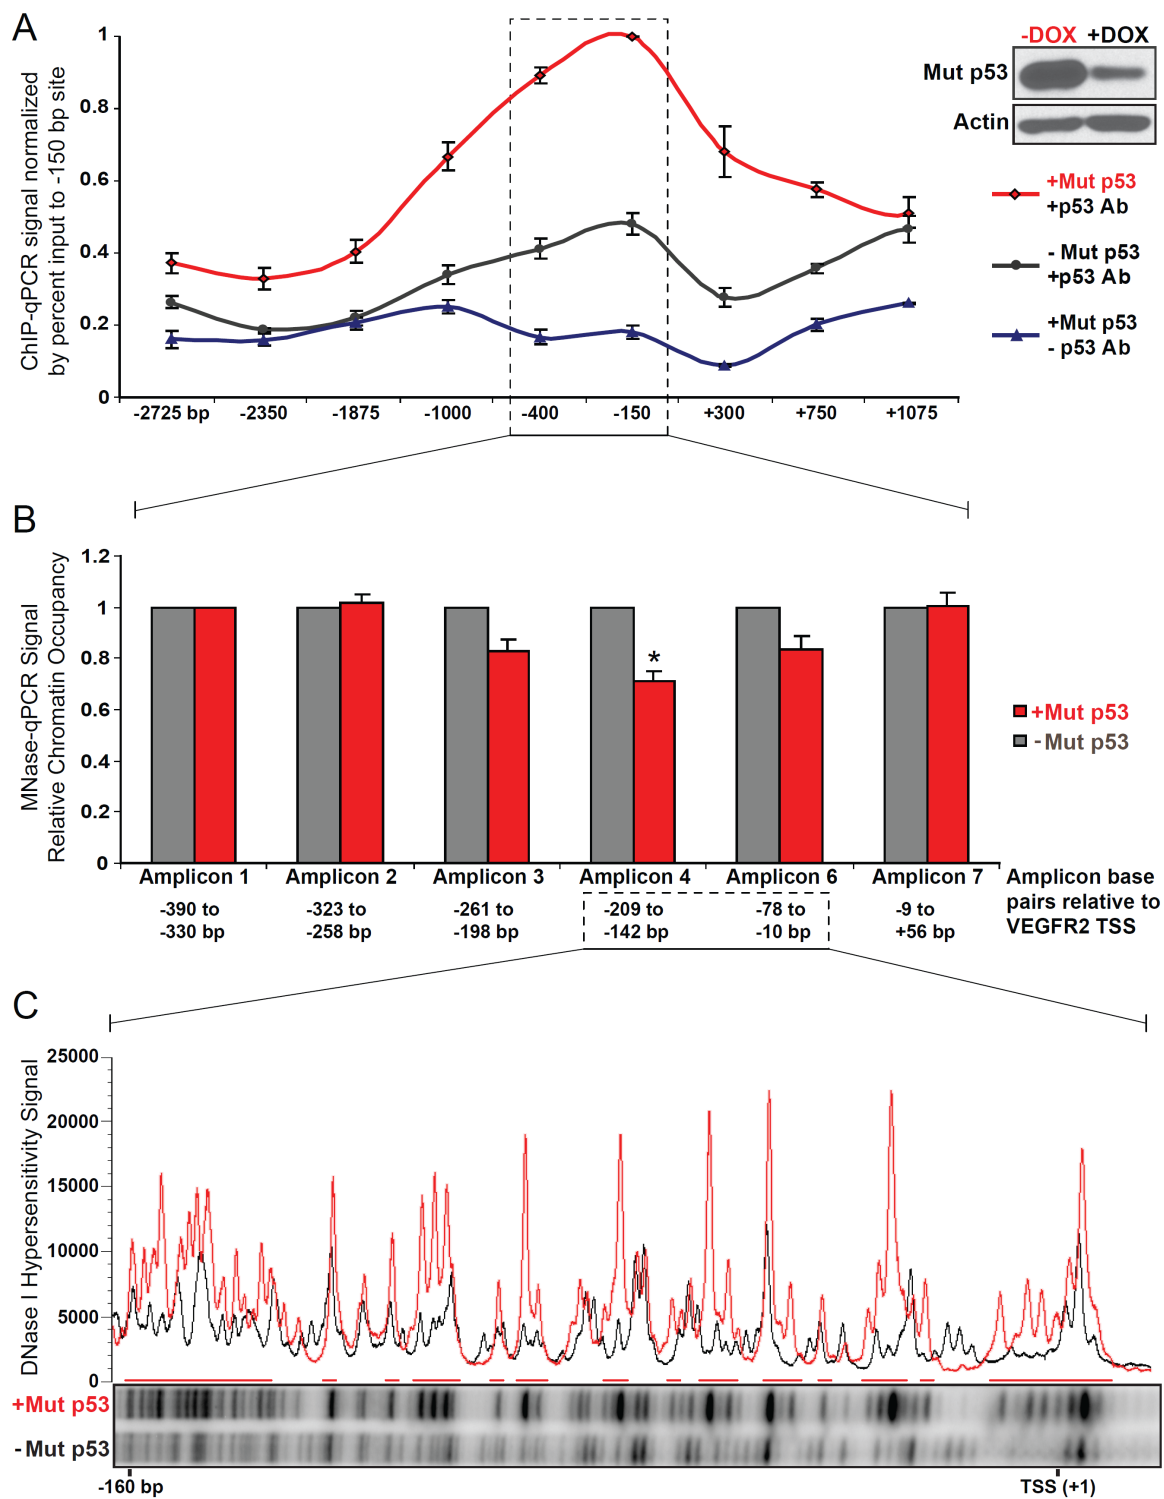 A
ChIP-qPCR signal normalized
by percent input to -150 bp site
1
0.8
0.6
0.4
0.2
0
-2725 bp
-2350
-1875
-1000
-400
-150
+300
+750
+1075
-DOX +DOX
Mut p53
Actin
+Mut p53
+p53 Ab
- Mut p53
+p53 Ab
+Mut p53
- p53 Ab
B
MNase-qPCR Signal
Relative Chromatin Occupancy
1.2
1
0.8
0.6
0.4
0.2
0
*
+Mut p53
-Mut p53
Amplicon 1
Amplicon 2
Amplicon 3
Amplicon 4
Amplicon 6
Amplicon 7
-390 to
-330 bp
-323 to
-258 bp
-261 to
-198 bp
-209 to
-142 bp
-78 to
-10 bp
-9 to
+56 bp
Amplicon base
pairs relative to
VEGFR2 TSS
C
DNase I Hypersensitivity Signal
25000
20000
15000
10000
5000
0
+Mut p53
-Mut p53
-160 bp
TSS (+1)